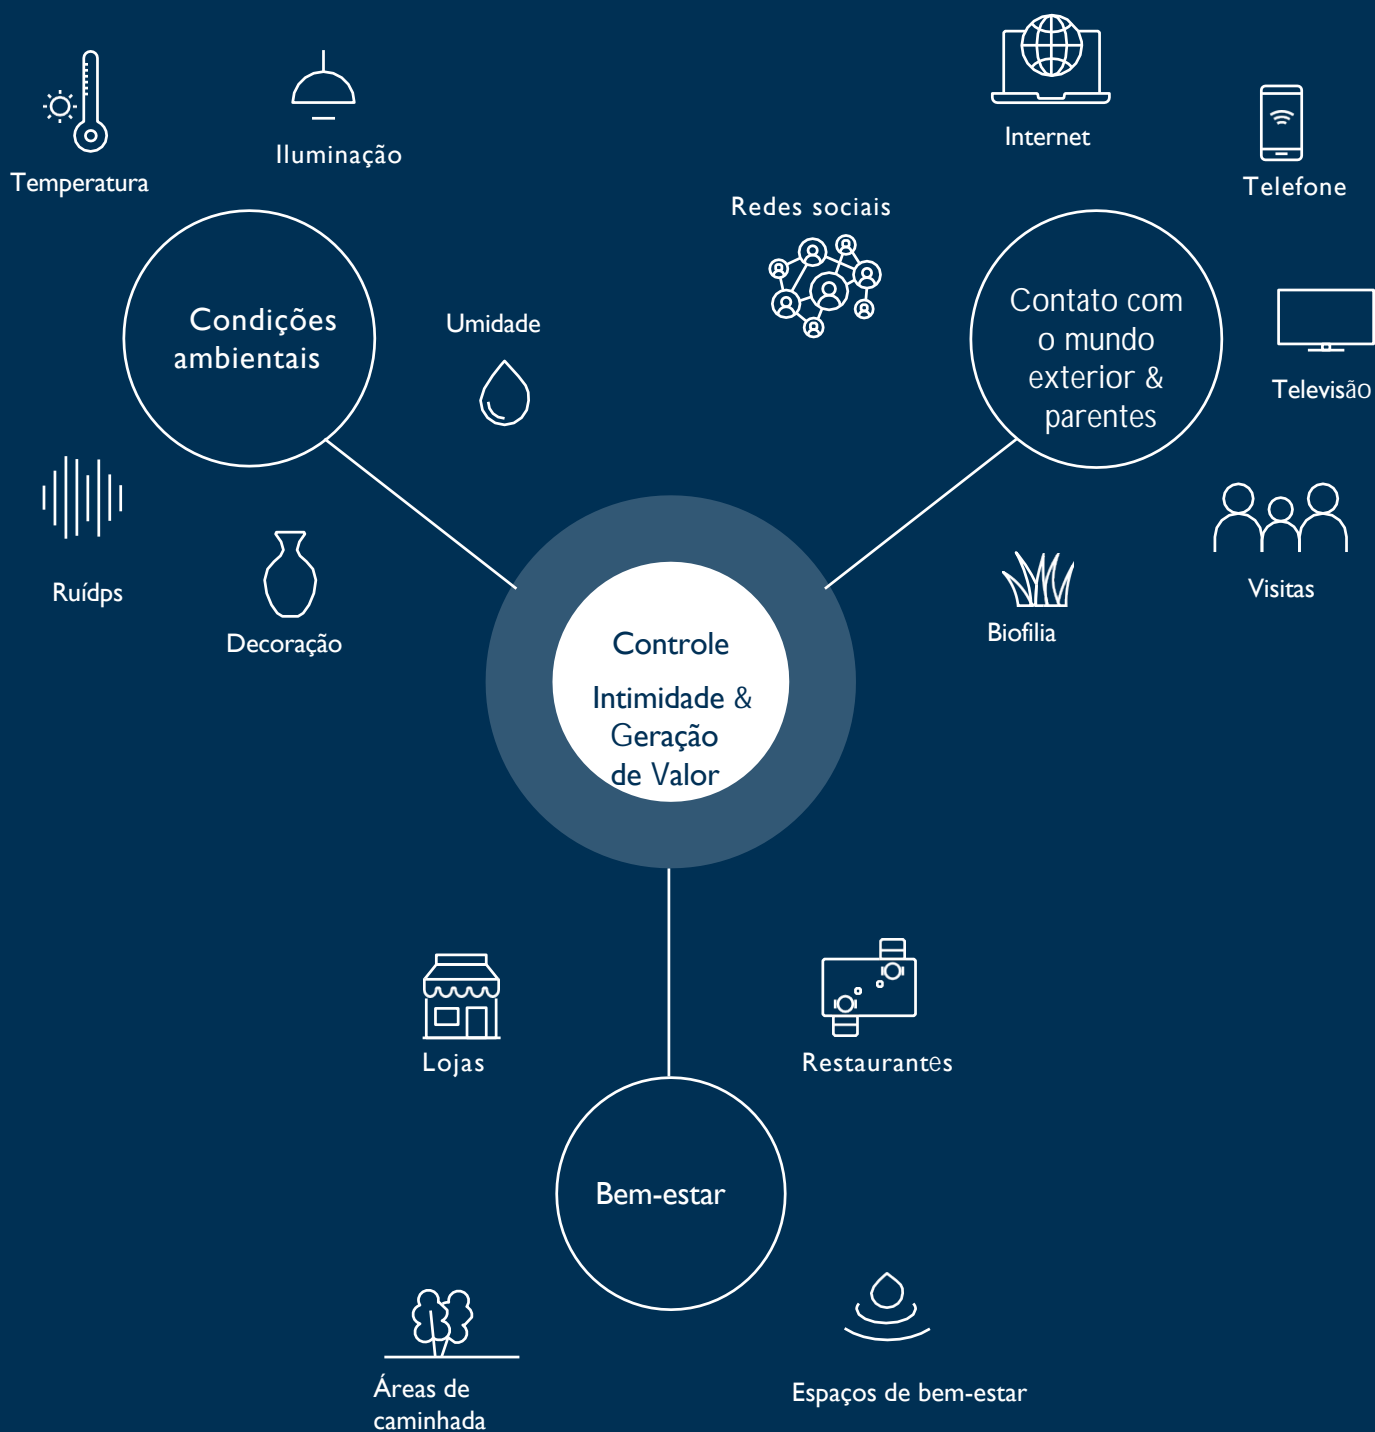 Temperatura
Iluminação
Condições
ambientais
Umidade
Ruídps
Decoração
Internet
Telefone
Redes sociais
Contato com
o mundo
exterior &
parentes
Televisão
Visitas
Biofilia
Controle
Intimidade &
Geração
de Valor
Lojas
Restaurantes
Bem-estar
Áreas de
caminhada
Espaços de bem-estar